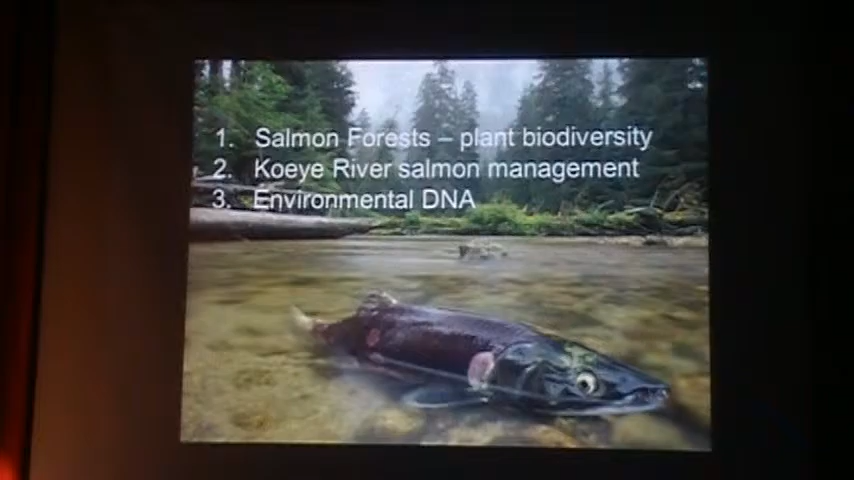 1. Salmon Forests – plant biodiversity
2. Koeye River salmon management
3. Environmental DNA